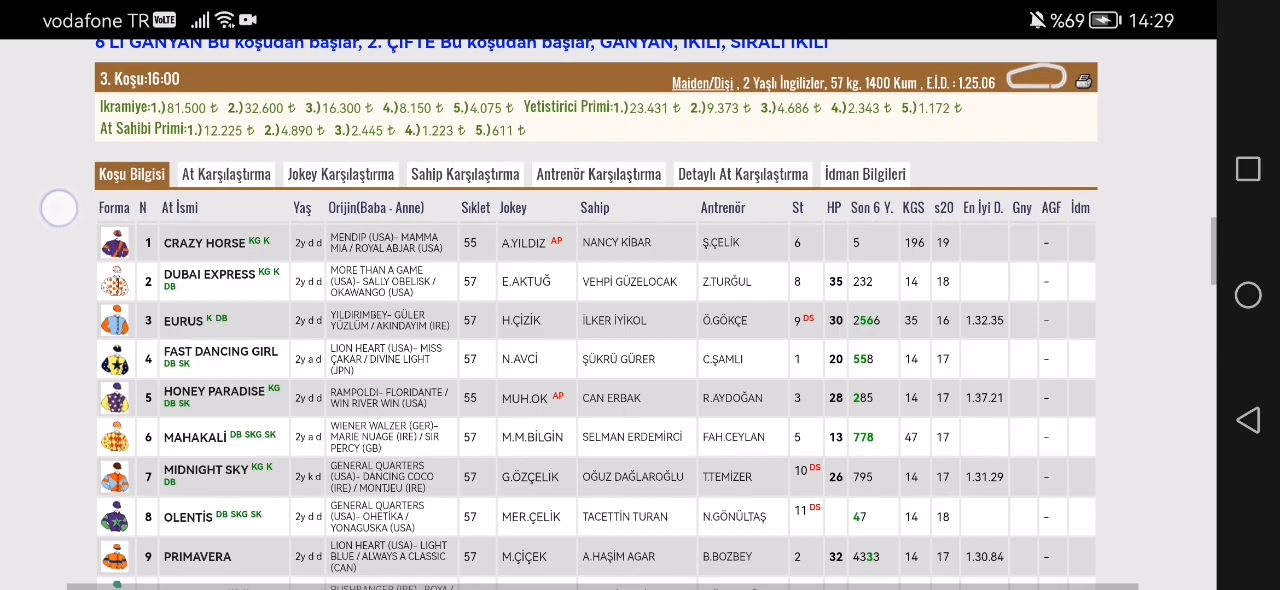 vodafone TR VoLTE %69 14:29
6'LI GANYAN Bu koşudan başlar, 2. ÇİFTE Bu koşudan başlar, GANYAN, İKİLİ, SIRALI İKİLİ
3. Koşu:16:00 Maiden/Dişi , 2 Yaşlı İngilizler, 57 kg, 1400 Kum , E.İ.D. : 1.25.06
Ikramiye:1.)81.500 ₺ 2.)32.600 ₺ 3.)16.300 ₺ 4.)8.150 ₺ 5.)4.075 ₺ Yetistirici Primi:1.)23.431 ₺ 2.)9.373 ₺ 3.)4.686 ₺ 4.)2.343 ₺ 5.)1.172 ₺
At Sahibi Primi:1.)12.225 ₺ 2.)4.890 ₺ 3.)2.445 ₺ 4.)1.223 ₺ 5.)611 ₺
Koşu Bilgisi At Karşılaştırma Jokey Karşılaştırma Sahip Karşılaştırma Antrenör Karşılaştırma Detaylı At Karşılaştırma İdman Bilgileri
Forma N At İsmi Yaş Orijin(Baba - Anne) Sıklet Jokey Sahip Antrenör St HP Son 6 Y. KGS s20 En İyi D. Gny AGF İdm
1 CRAZY HORSE KG K 2y d d MENDIP (USA)- MAMMA MIA / ROYAL ABJAR (USA) 55 A.YILDIZ AP NANCY KİBAR Ş.ÇELİK 6 5 196 19 -
2 DUBAI EXPRESS KG K DB 2y d d MORE THAN A GAME (USA)- SALLY OBELISK / OKAWANGO (USA) 57 E.AKTUĞ VEHPİ GÜZELOCAK Z.TURĞUL 8 35 232 14 18 -
3 EURUS K DB 2y d d YILDIRIMBEY- GÜLER YÜZLÜM / AKINDAYIM (IRE) 57 H.ÇİZİK İLKER İYİKOL Ö.GÖKÇE 9 DS 30 2566 35 16 1.32.35 -
4 FAST DANCING GIRL DB SK 2y a d LION HEART (USA)- MISS ÇAKAR / DIVINE LIGHT (JPN) 57 N.AVCİ ŞÜKRÜ GÜRER C.ŞAMLI 1 20 558 14 17 -
5 HONEY PARADISE KG DB SK 2y d d RAMPOLDI- FLORIDANTE / WIN RIVER WIN (USA) 55 MUH.OK AP CAN ERBAK R.AYDOĞAN 3 28 285 14 17 1.37.21 -
6 MAHAKALİ DB SKG SK 2y a d WIENER WALZER (GER)- MARIE NUAGE (IRE) / SIR PERCY (GB) 57 M.M.BİLGİN SELMAN ERDEMİRCİ FAH.CEYLAN 5 13 778 47 17 -
7 MIDNIGHT SKY KG K DB 2y k d GENERAL QUARTERS (USA)- DANCING COCO (IRE) / MONTJEU (IRE) 57 G.ÖZÇELİK OĞUZ DAĞLAROĞLU T.TEMİZER 10 DS 26 795 14 17 1.31.29 -
8 OLENTİS DB SKG SK 2y d d GENERAL QUARTERS (USA)- OHETİKA / YONAGUSKA (USA) 57 MER.ÇELİK TACETTİN TURAN N.GÖNÜLTAŞ 11 DS 47 14 18 -
9 PRIMAVERA 2y d d LION HEART (USA)- LIGHT BLUE / ALWAYS A CLASSIC (CAN) 57 M.ÇİÇEK A.HAŞİM AGAR B.BOZBEY 2 32 4333 14 17 1.30.84 -